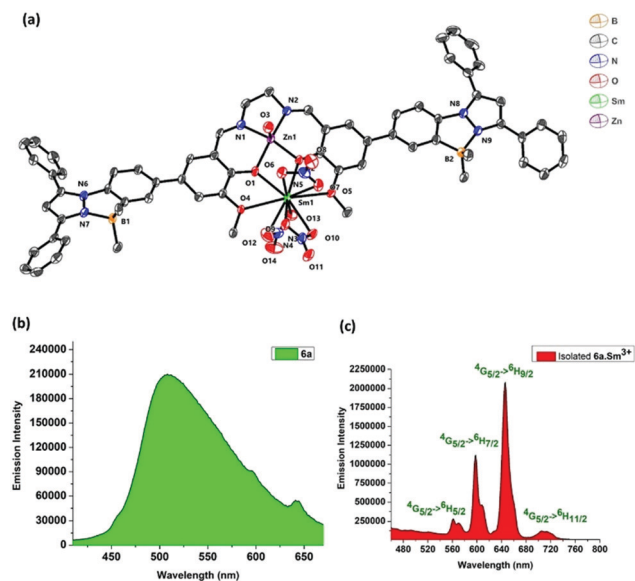 (a)
B
C
N
O
Sm
Zn
N2
O3
N1
Zn1
N8
N9
B2
O6
N5
O5
O1
O4
Sm1
N6
N7
B1
O13
O12
N3
O10
N4
O14
O11
(b)
240000
210000
180000
150000
120000
90000
60000
30000
0
Emission Intensity
6a
450
500
550
600
650
Wavelength (nm)
(c)
Isolated 6a.Sm³⁺
2250000
2000000
1750000
1500000
1250000
1000000
750000
500000
250000
Emission Intensity
⁴G₅/₂->⁶H₉/₂
⁴G₅/₂->⁶H₇/₂
⁴G₅/₂->⁶H₅/₂
⁴G₅/₂->⁶H₁₁/₂
480
520
560
600
640
680
720
760
800
Wavelength (nm)